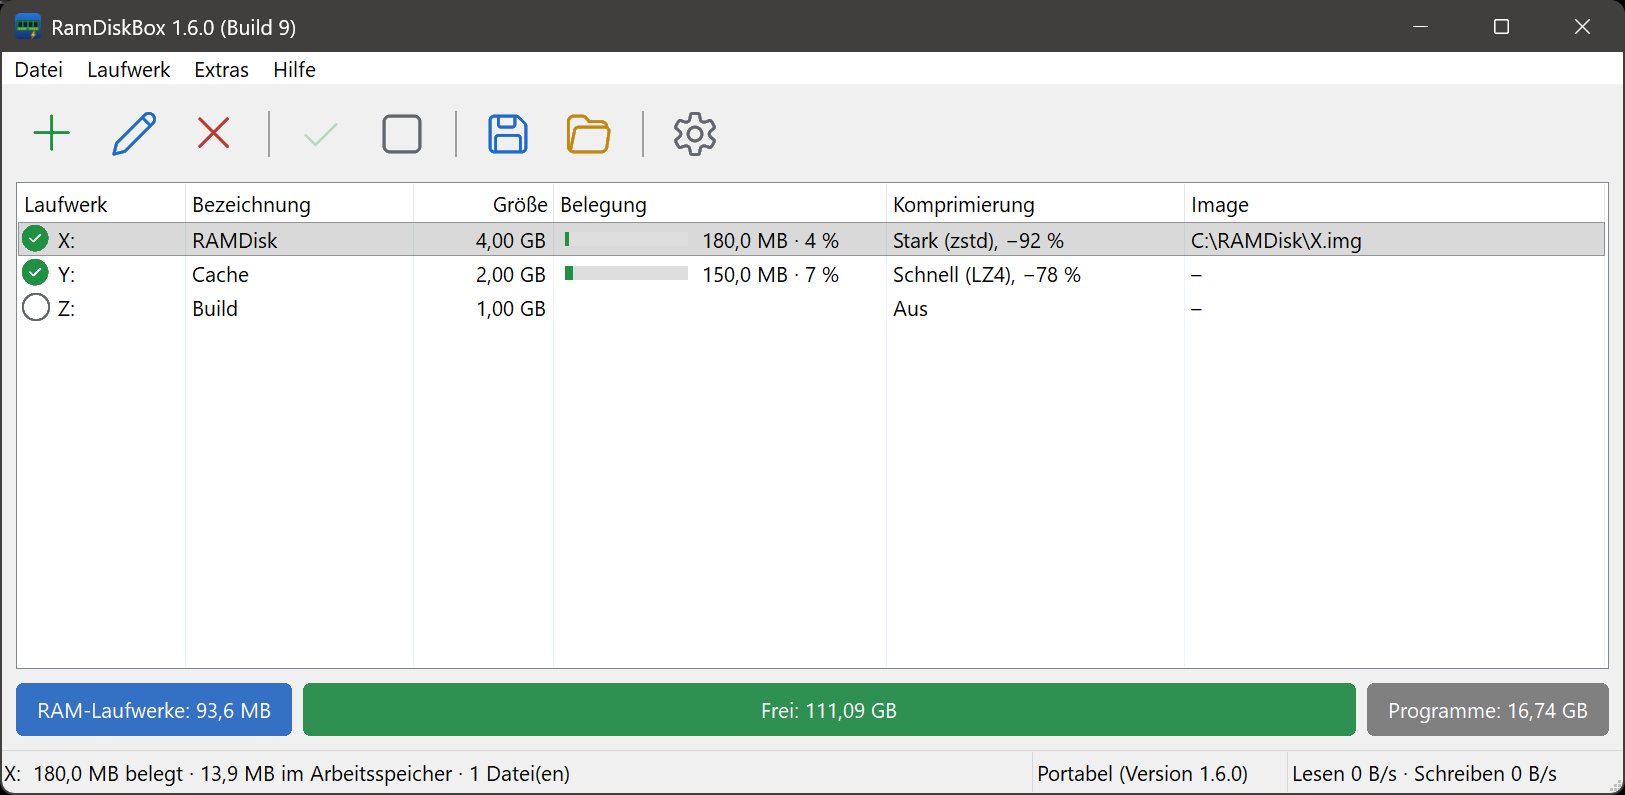 RamDiskBox 1.6.0 (Build 9)
Datei Laufwerk Extras Hilfe
Laufwerk Bezeichnung Größe Belegung Komprimierung Image
X: RAMDisk 4,00 GB 180,0 MB · 4 % Stark (zstd), −92 % C:\RAMDisk\X.img
Y: Cache 2,00 GB 150,0 MB · 7 % Schnell (LZ4), −78 % –
Z: Build 1,00 GB Aus –
RAM-Laufwerke: 93,6 MB Frei: 111,09 GB Programme: 16,74 GB
X: 180,0 MB belegt · 13,9 MB im Arbeitsspeicher · 1 Datei(en) Portabel (Version 1.6.0) Lesen 0 B/s · Schreiben 0 B/s